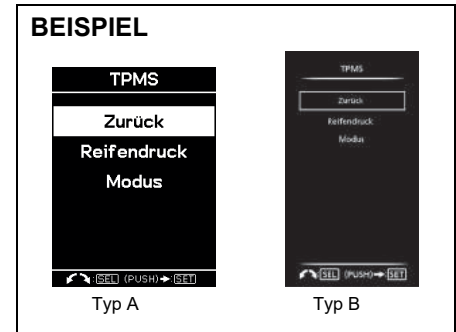 BEISPIEL
TPMS
Zurück
Reifendruck
Modus
:SEL (PUSH)➔:SET
Typ A
TPMS
Zurück
Reifendruck
Modus
:SEL (PUSH)➔:SET
Typ B